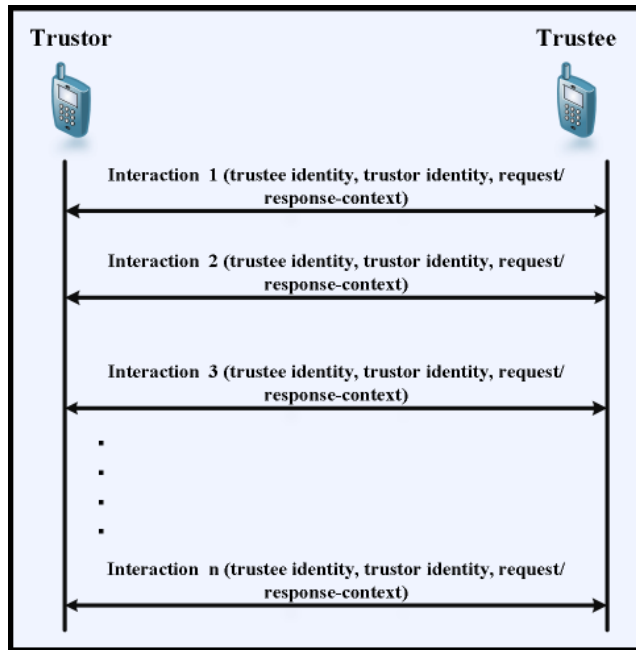 Trustor
Trustee
Interaction 1 (trustee identity, trustor identity, request/
response-context)
Interaction 2 (trustee identity, trustor identity, request/
response-context)
Interaction 3 (trustee identity, trustor identity, request/
response-context)
Interaction n (trustee identity, trustor identity, request/
response-context)